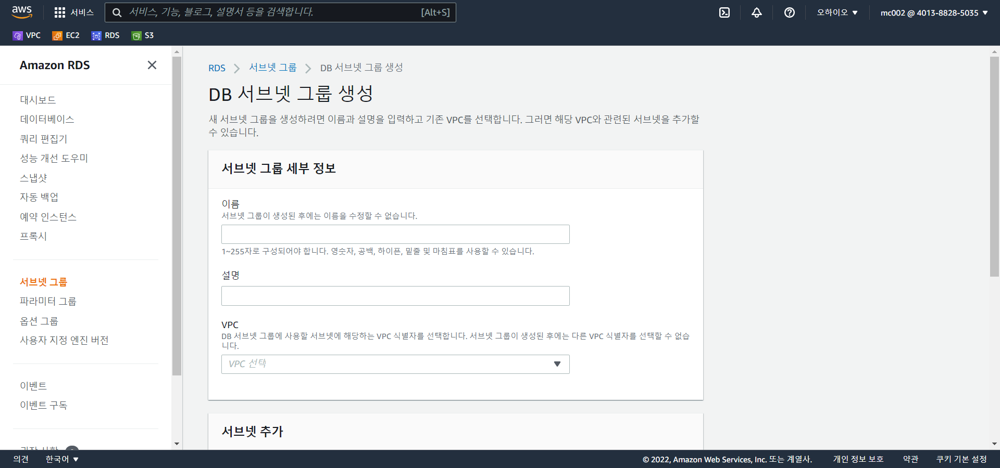 aws
서비스
서비스, 기능, 블로그, 설명서 등을 검색합니다.
[Alt+S]
오하이오
mc002 @ 4013-8828-5035
VPC
EC2
RDS
S3
Amazon RDS
대시보드
데이터베이스
쿼리 편집기
성능 개선 도우미
스냅샷
자동 백업
예약 인스턴스
프록시
서브넷 그룹
파라미터 그룹
옵션 그룹
사용자 지정 엔진 버전
이벤트
이벤트 구독
RDS
서브넷 그룹
DB 서브넷 그룹 생성
DB 서브넷 그룹 생성
새 서브넷 그룹을 생성하려면 이름과 설명을 입력하고 기존 VPC를 선택합니다. 그러면 해당 VPC와 관련된 서브넷을 추가할
수 있습니다.
서브넷 그룹 세부 정보
이름
서브넷 그룹이 생성된 후에는 이름을 수정할 수 없습니다.
1~255자로 구성되어야 합니다. 영숫자, 공백, 하이픈, 밑줄 및 마침표를 사용할 수 있습니다.
설명
VPC
DB 서브넷 그룹에 사용할 서브넷에 해당하는 VPC 식별자를 선택합니다. 서브넷 그룹이 생성된 후에는 다른 VPC 식별자를 선택할 수 없습
니다.
VPC 선택
서브넷 추가
의견
한국어
© 2022, Amazon Web Services, Inc. 또는 계열사.
개인 정보 보호
약관
쿠키 기본 설정